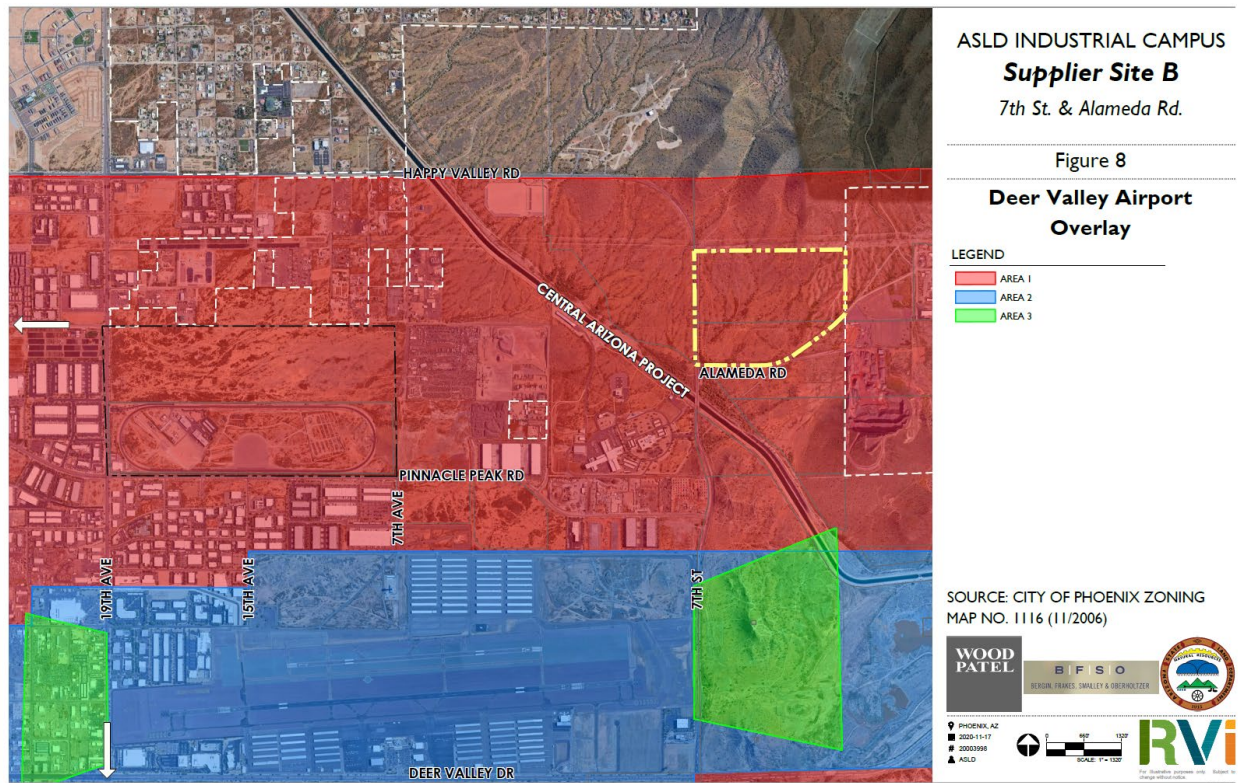 ASLD INDUSTRIAL CAMPUS
Supplier Site B
7th St. & Alameda Rd.
Figure 8
Deer Valley Airport
Overlay
LEGEND
AREA 1
AREA 2
AREA 3
HAPPY VALLEY RD
CENTRAL ARIZONA PROJECT
ALAMEDA RD
PINNACLE PEAK RD
7TH AVE
19TH AVE
15TH AVE
7TH ST
DEER VALLEY DR
SOURCE: CITY OF PHOENIX ZONING
MAP NO. 1116 (11/2006)
WOOD
PATEL
B|F|S|O
BERGIN, FRAKES, SMALLEY & OBERHOLTZER
PHOENIX, AZ
2020-11-17
# 20003998
ASLD
0 660' 1320'
SCALE: 1" = 1320'
RVi
For illustrative purposes only. Subject to
change without notice.